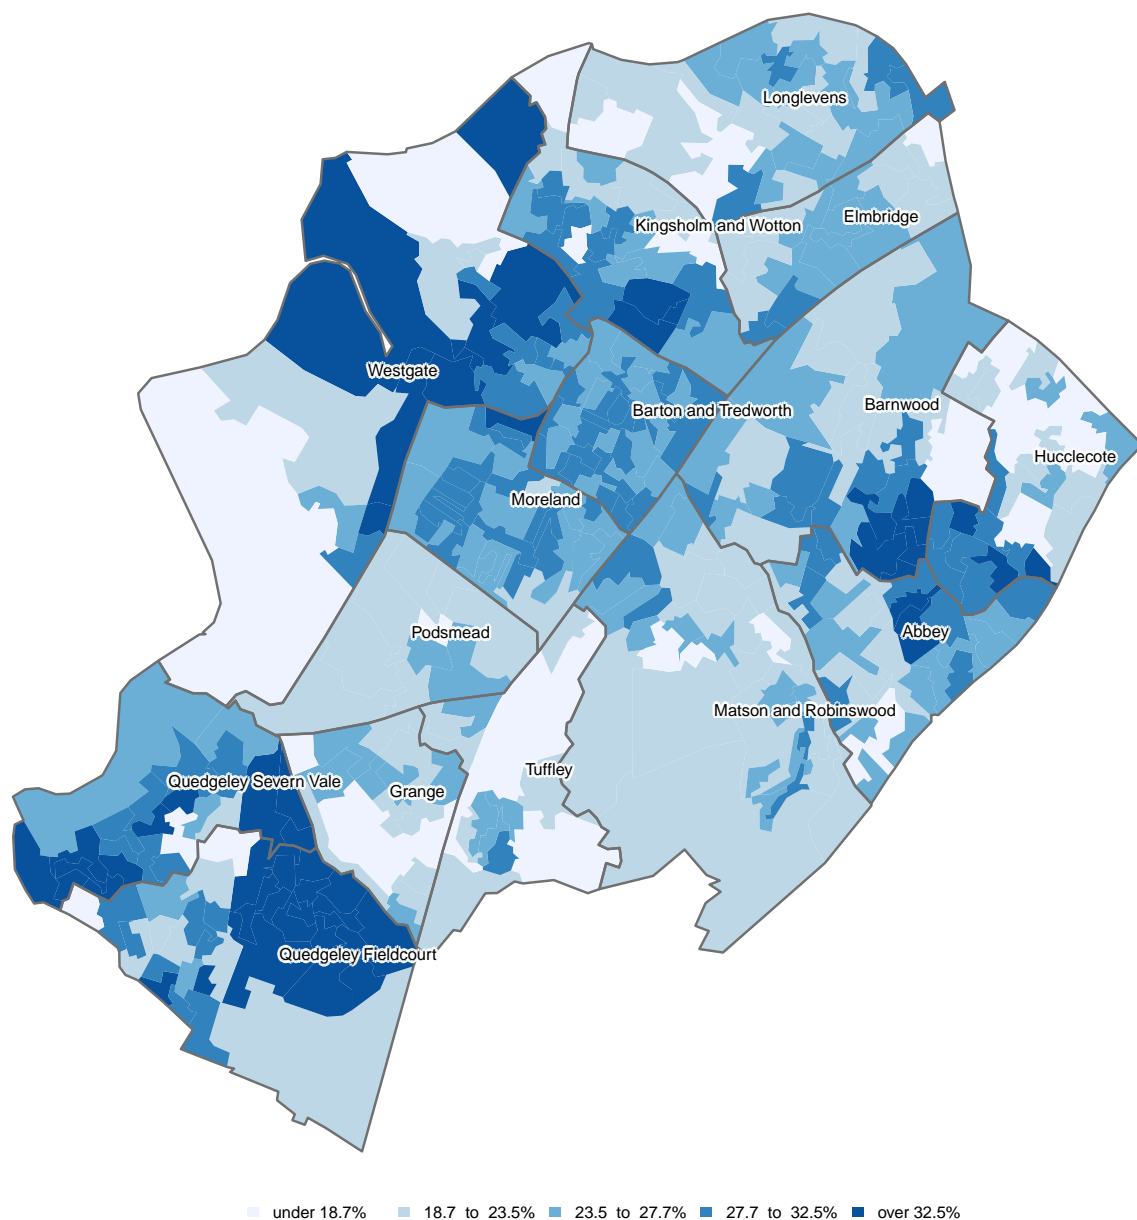 Longlevens
Elmbridge
Kingsholm and Wotton
Westgate
Barnwood
Barton and Tredworth
Hucclecote
Moreland
Podsmead
Abbey
Matson and Robinswood
Tuffley
Quedgeley Severn Vale
Grange
Quedgeley Fieldcourt
under 18.7% 18.7 to 23.5% 23.5 to 27.7% 27.7 to 32.5% over 32.5%